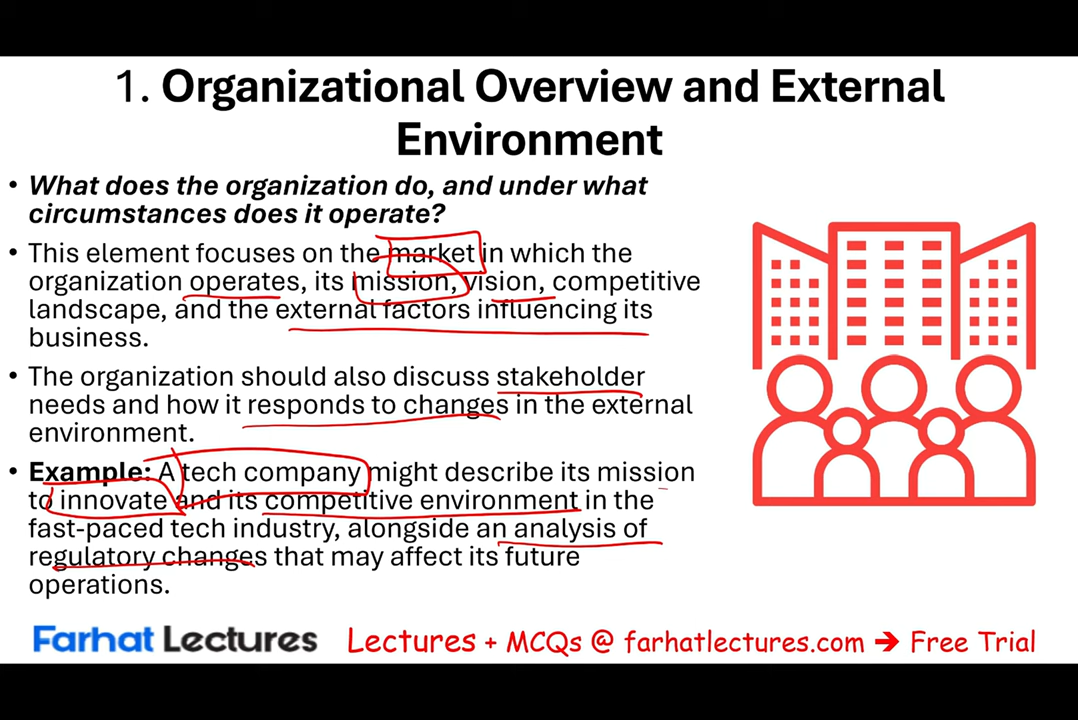 1. Organizational Overview and External
Environment
• What does the organization do, and under what
circumstances does it operate?
• This element focuses on the market in which the
organization operates, its mission, vision, competitive
landscape, and the external factors influencing its
business.
• The organization should also discuss stakeholder
needs and how it responds to changes in the external
environment.
• Example: A tech company might describe its mission
to innovate and its competitive environment in the
fast-paced tech industry, alongside an analysis of
regulatory changes that may affect its future
operations.
Farhat Lectures Lectures + MCQs @ farhatlectures.com ➔ Free Trial